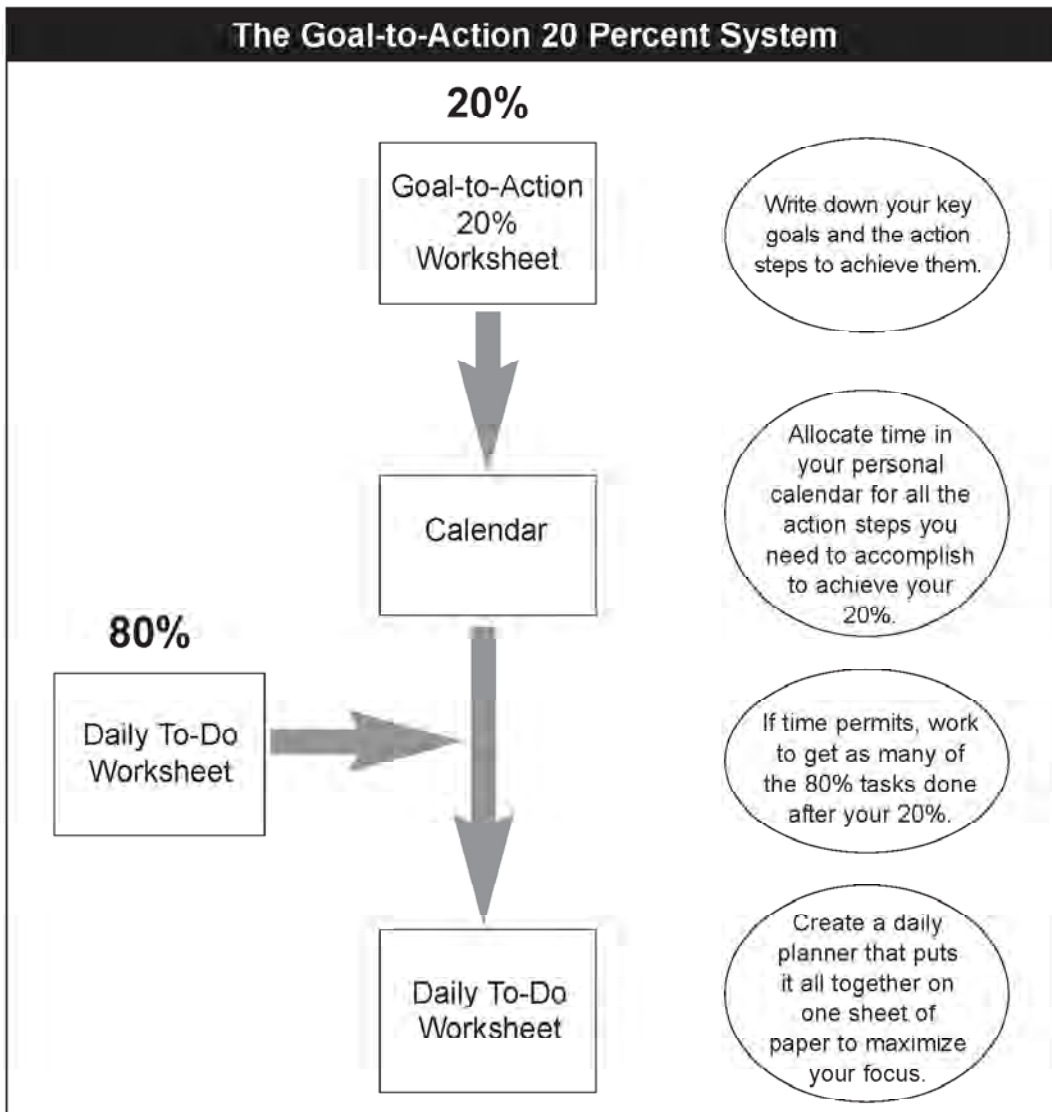 The Goal-to-Action 20 Percent System
20%
Goal-to-Action
20%
Worksheet
Write down your key
goals and the action
steps to achieve them.
Calendar
Allocate time in
your personal
calendar for all the
action steps you
need to accomplish
to achieve your
20%.
80%
Daily To-Do
Worksheet
If time permits, work
to get as many of
the 80% tasks done
after your 20%.
Daily To-Do
Worksheet
Create a daily
planner that puts
it all together on
one sheet of
paper to maximize
your focus.